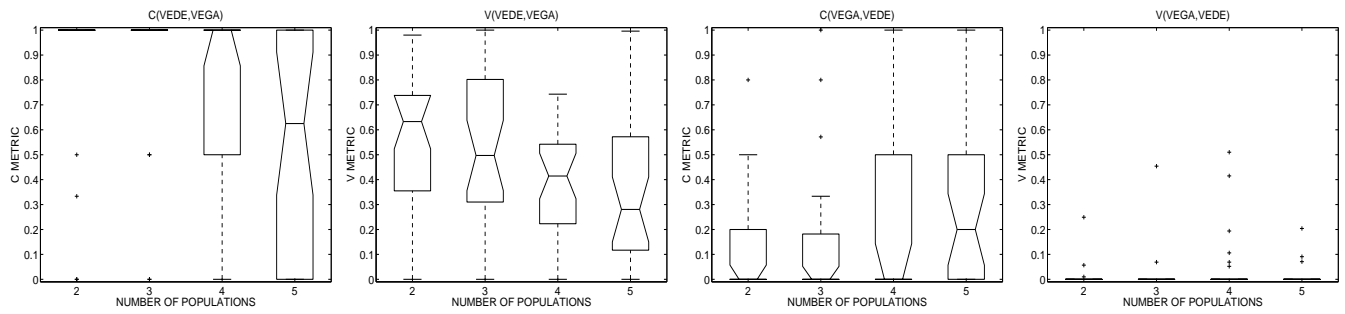 C(VEDE,VEGA)
1
0.9
0.8
0.7
0.6
0.5
0.4
0.3
0.2
0.1
0
C METRIC
2 3 4 5
NUMBER OF POPULATIONS
V(VEDE,VEGA)
1
0.9
0.8
0.7
0.6
0.5
0.4
0.3
0.2
0.1
0
V METRIC
2 3 4 5
NUMBER OF POPULATIONS
C(VEGA,VEDE)
1
0.9
0.8
0.7
0.6
0.5
0.4
0.3
0.2
0.1
0
C METRIC
2 3 4 5
NUMBER OF POPULATIONS
V(VEGA,VEDE)
1
0.9
0.8
0.7
0.6
0.5
0.4
0.3
0.2
0.1
0
V METRIC
2 3 4 5
NUMBER OF POPULATIONS